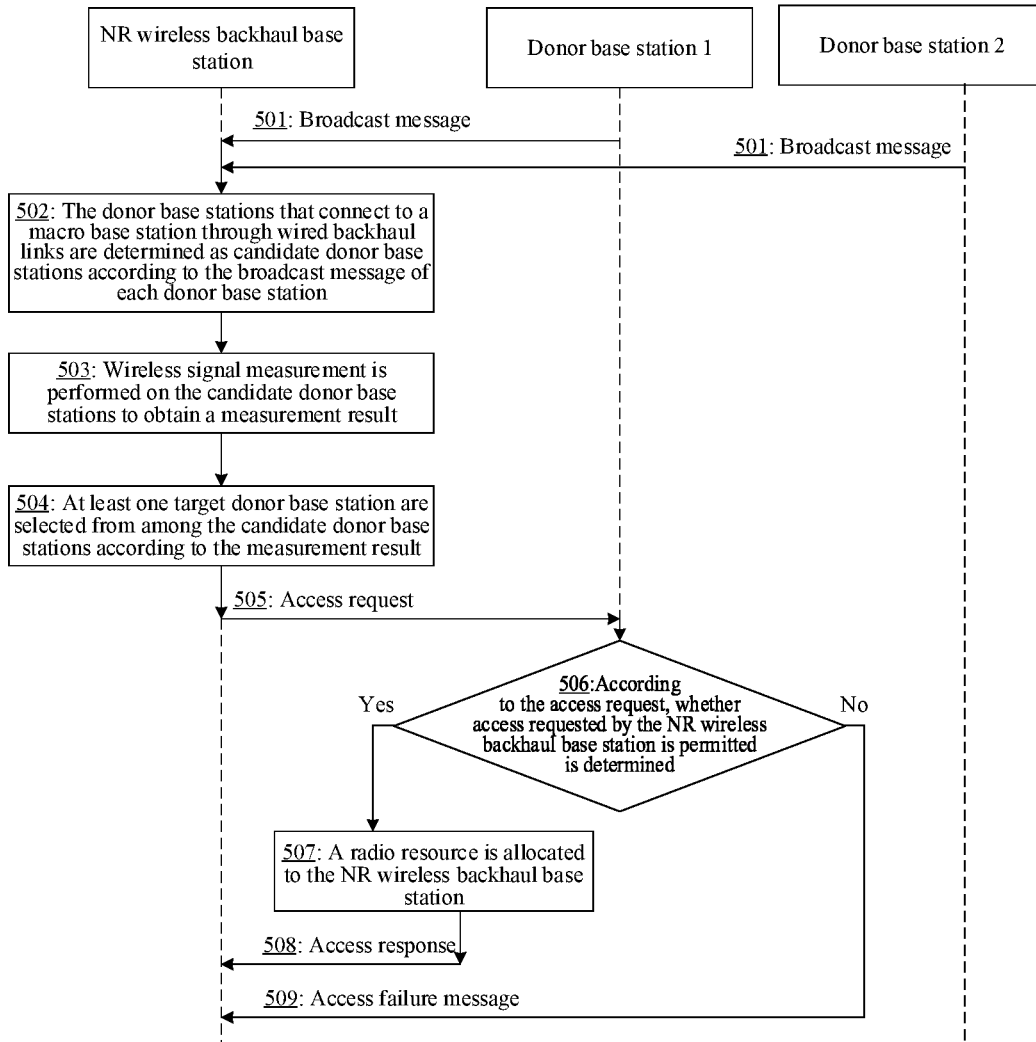 NR wireless backhaul base
station
Donor base station 1
Donor base station 2
501: Broadcast message
501: Broadcast message
502: The donor base stations that connect to a
macro base station through wired backhaul
links are determined as candidate donor base
stations according to the broadcast message of
each donor base station
503: Wireless signal measurement is
performed on the candidate donor base
stations to obtain a measurement result
504: At least one target donor base station are
selected from among the candidate donor base
stations according to the measurement result
505: Access request
506:According
to the access request, whether
access requested by the NR wireless
backhaul base station is permitted
is determined
Yes
No
507: A radio resource is allocated
to the NR wireless backhaul base
station
508: Access response
509: Access failure message